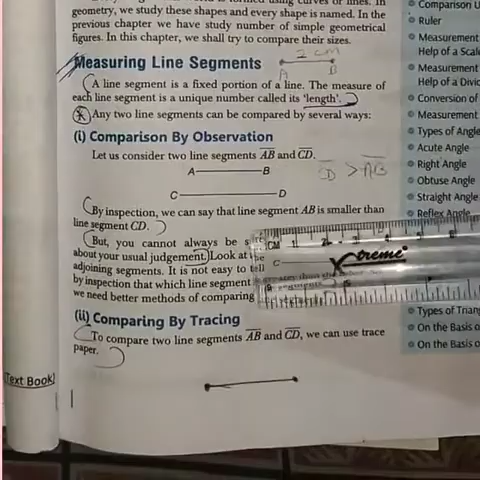 geometry, we study these shapes and every shape is named. In the
previous chapter we have study number of simple geometrical
figures. In this chapter, we shall try to compare their sizes.
2 cm
Measuring Line Segments
A B
A line segment is a fixed portion of a line. The measure of
each line segment is a unique number called its 'length'.
Any two line segments can be compared by several ways:
(i) Comparison By Observation
Let us consider two line segments AB and CD.
A B
C D
CD > AB
By inspection, we can say that line segment AB is smaller than
line segment CD.
But, you cannot always be sure
about your usual judgement. Look at the
adjoining segments. It is not easy to tell
by inspection that which line segment
we need better methods of comparing
C
CM 1 2
Xtreme
(ii) Comparing By Tracing
To compare two line segments AB and CD, we can use trace
paper.
(Text Book)
Comparison U
Ruler
Measurement
Help of a Scale
Measurement
Help of a Divid
Conversion of
Measurement
Types of Angle
Acute Angle
Right Angle
Obtuse Angle
Straight Angle
Reflex Angle
Types of Triang
On the Basis o
On the Basis o